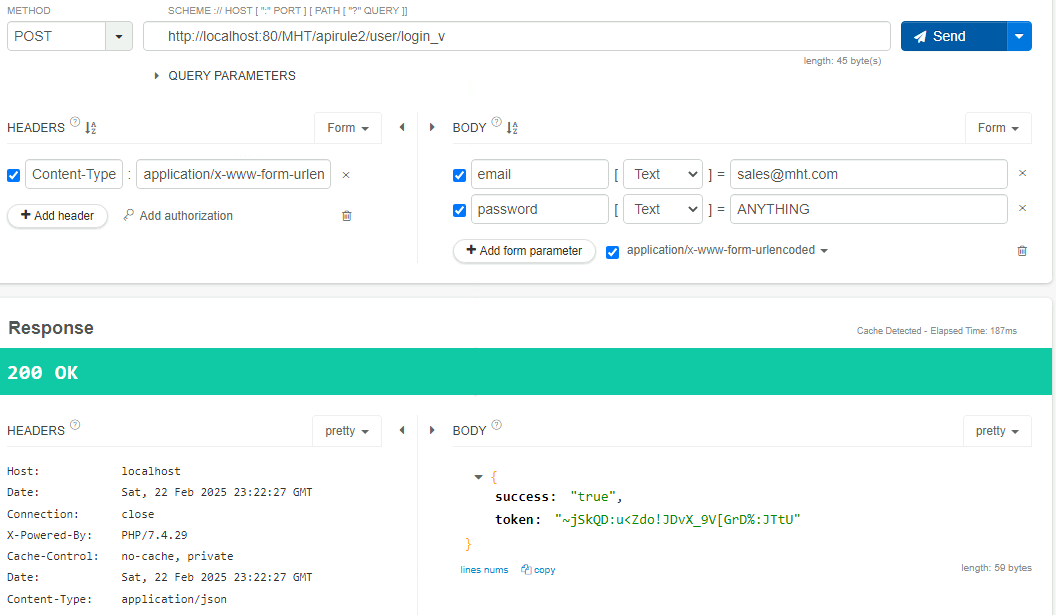 METHOD SCHEME :// HOST [ ":" PORT ] [ PATH [ "?" QUERY ]]
POST http://localhost:80/MHT/apirule2/user/login_v Send
length: 45 byte(s)
QUERY PARAMETERS
HEADERS ? Form BODY ? Form
Content-Type : application/x-www-form-urlen × email [ Text ] = sales@mht.com ×
password [ Text ] = ANYTHING ×
+ Add header Add authorization
+ Add form parameter application/x-www-form-urlencoded
Response
Cache Detected - Elapsed Time: 187ms
200 OK
HEADERS ? pretty BODY ? pretty
Host: localhost
Date: Sat, 22 Feb 2025 23:22:27 GMT
Connection: close
X-Powered-By: PHP/7.4.29
Cache-Control: no-cache, private
Date: Sat, 22 Feb 2025 23:22:27 GMT
Content-Type: application/json
{
success: "true",
token: "~jSkQD:u<Zdo!JDvX_9V[GrD%:JTtU"
}
lines nums copy length: 59 bytes